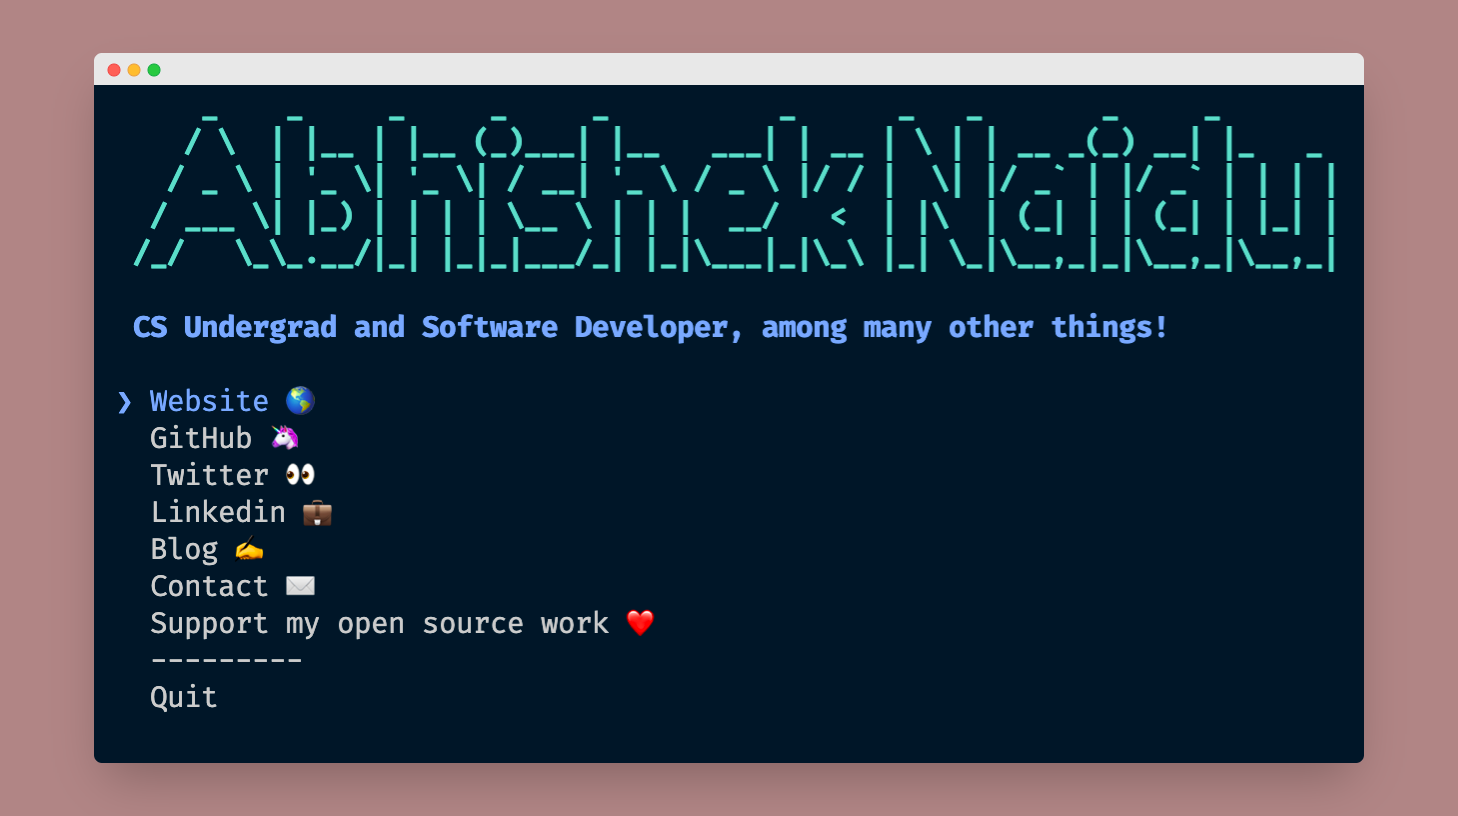 Abhishek Naidu
CS Undergrad and Software Developer, among many other things!
❯ Website 🌎
GitHub 🦄
Twitter 👀
Linkedin 💼
Blog ✍️
Contact ✉️
Support my open source work ❤️
---------
Quit